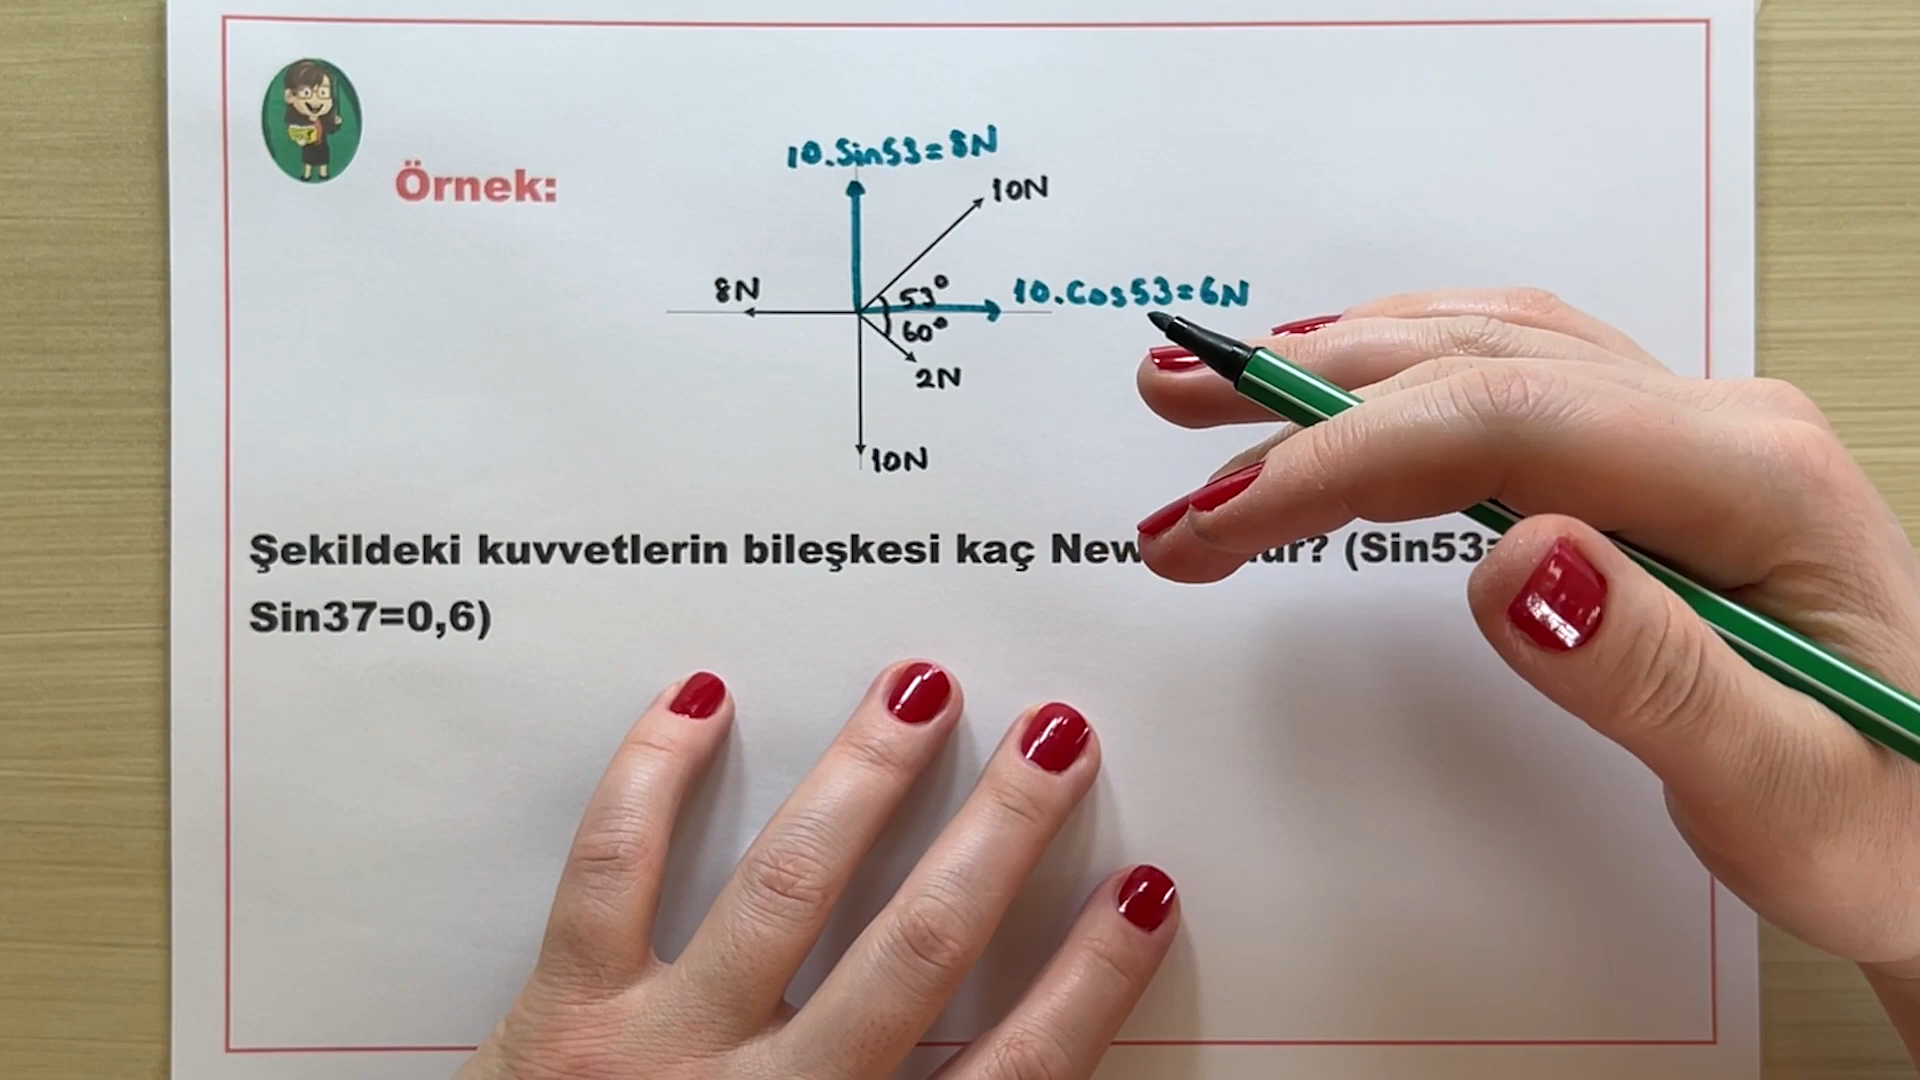 10.Sin53=8N
Örnek:
10N
8N
53°
10.Cos53=6N
60°
2N
10N
Şekildeki kuvvetlerin bileşkesi kaç (Sin53=
Sin37=0,6)